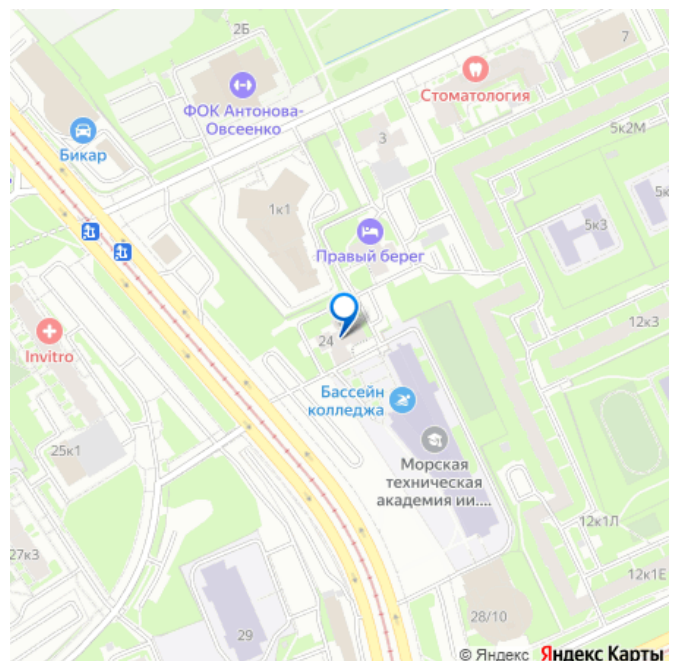 2Б
7
ФОК Антонова-
Овсеенко
Стоматология
Бикар
3
5к2М
1к1
5к
5к3
Правый берег
24
12к3
Invitro
Бассейн
колледжа
25к1
Морская
техническая
академия ии....
12к1Л
27к3
12к1Е
28/10
29
© Яндекс Яндекс Карты